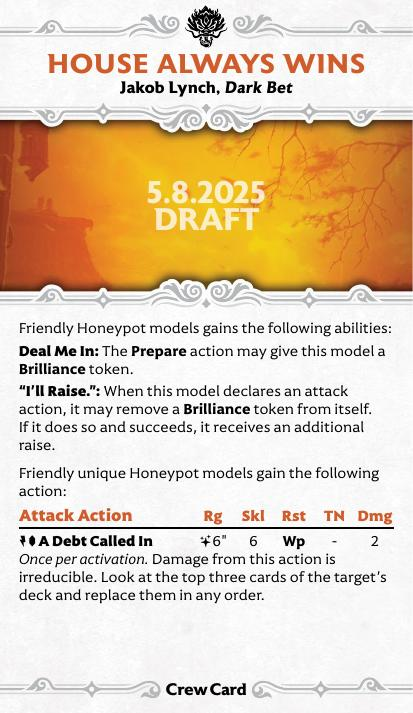 HOUSE ALWAYS WINS
Jakob Lynch, Dark Bet
5.8.2025
DRAFT
Friendly Honeypot models gains the following abilities:
Deal Me In: The Prepare action may give this model a
Brilliance token.
“I’ll Raise.”: When this model declares an attack
action, it may remove a Brilliance token from itself.
If it does so and succeeds, it receives an additional
raise.
Friendly unique Honeypot models gain the following
action:
Attack Action Rg Skl Rst TN Dmg
A Debt Called In 6" 6 Wp - 2
Once per activation. Damage from this action is
irreducible. Look at the top three cards of the target’s
deck and replace them in any order.
Crew Card